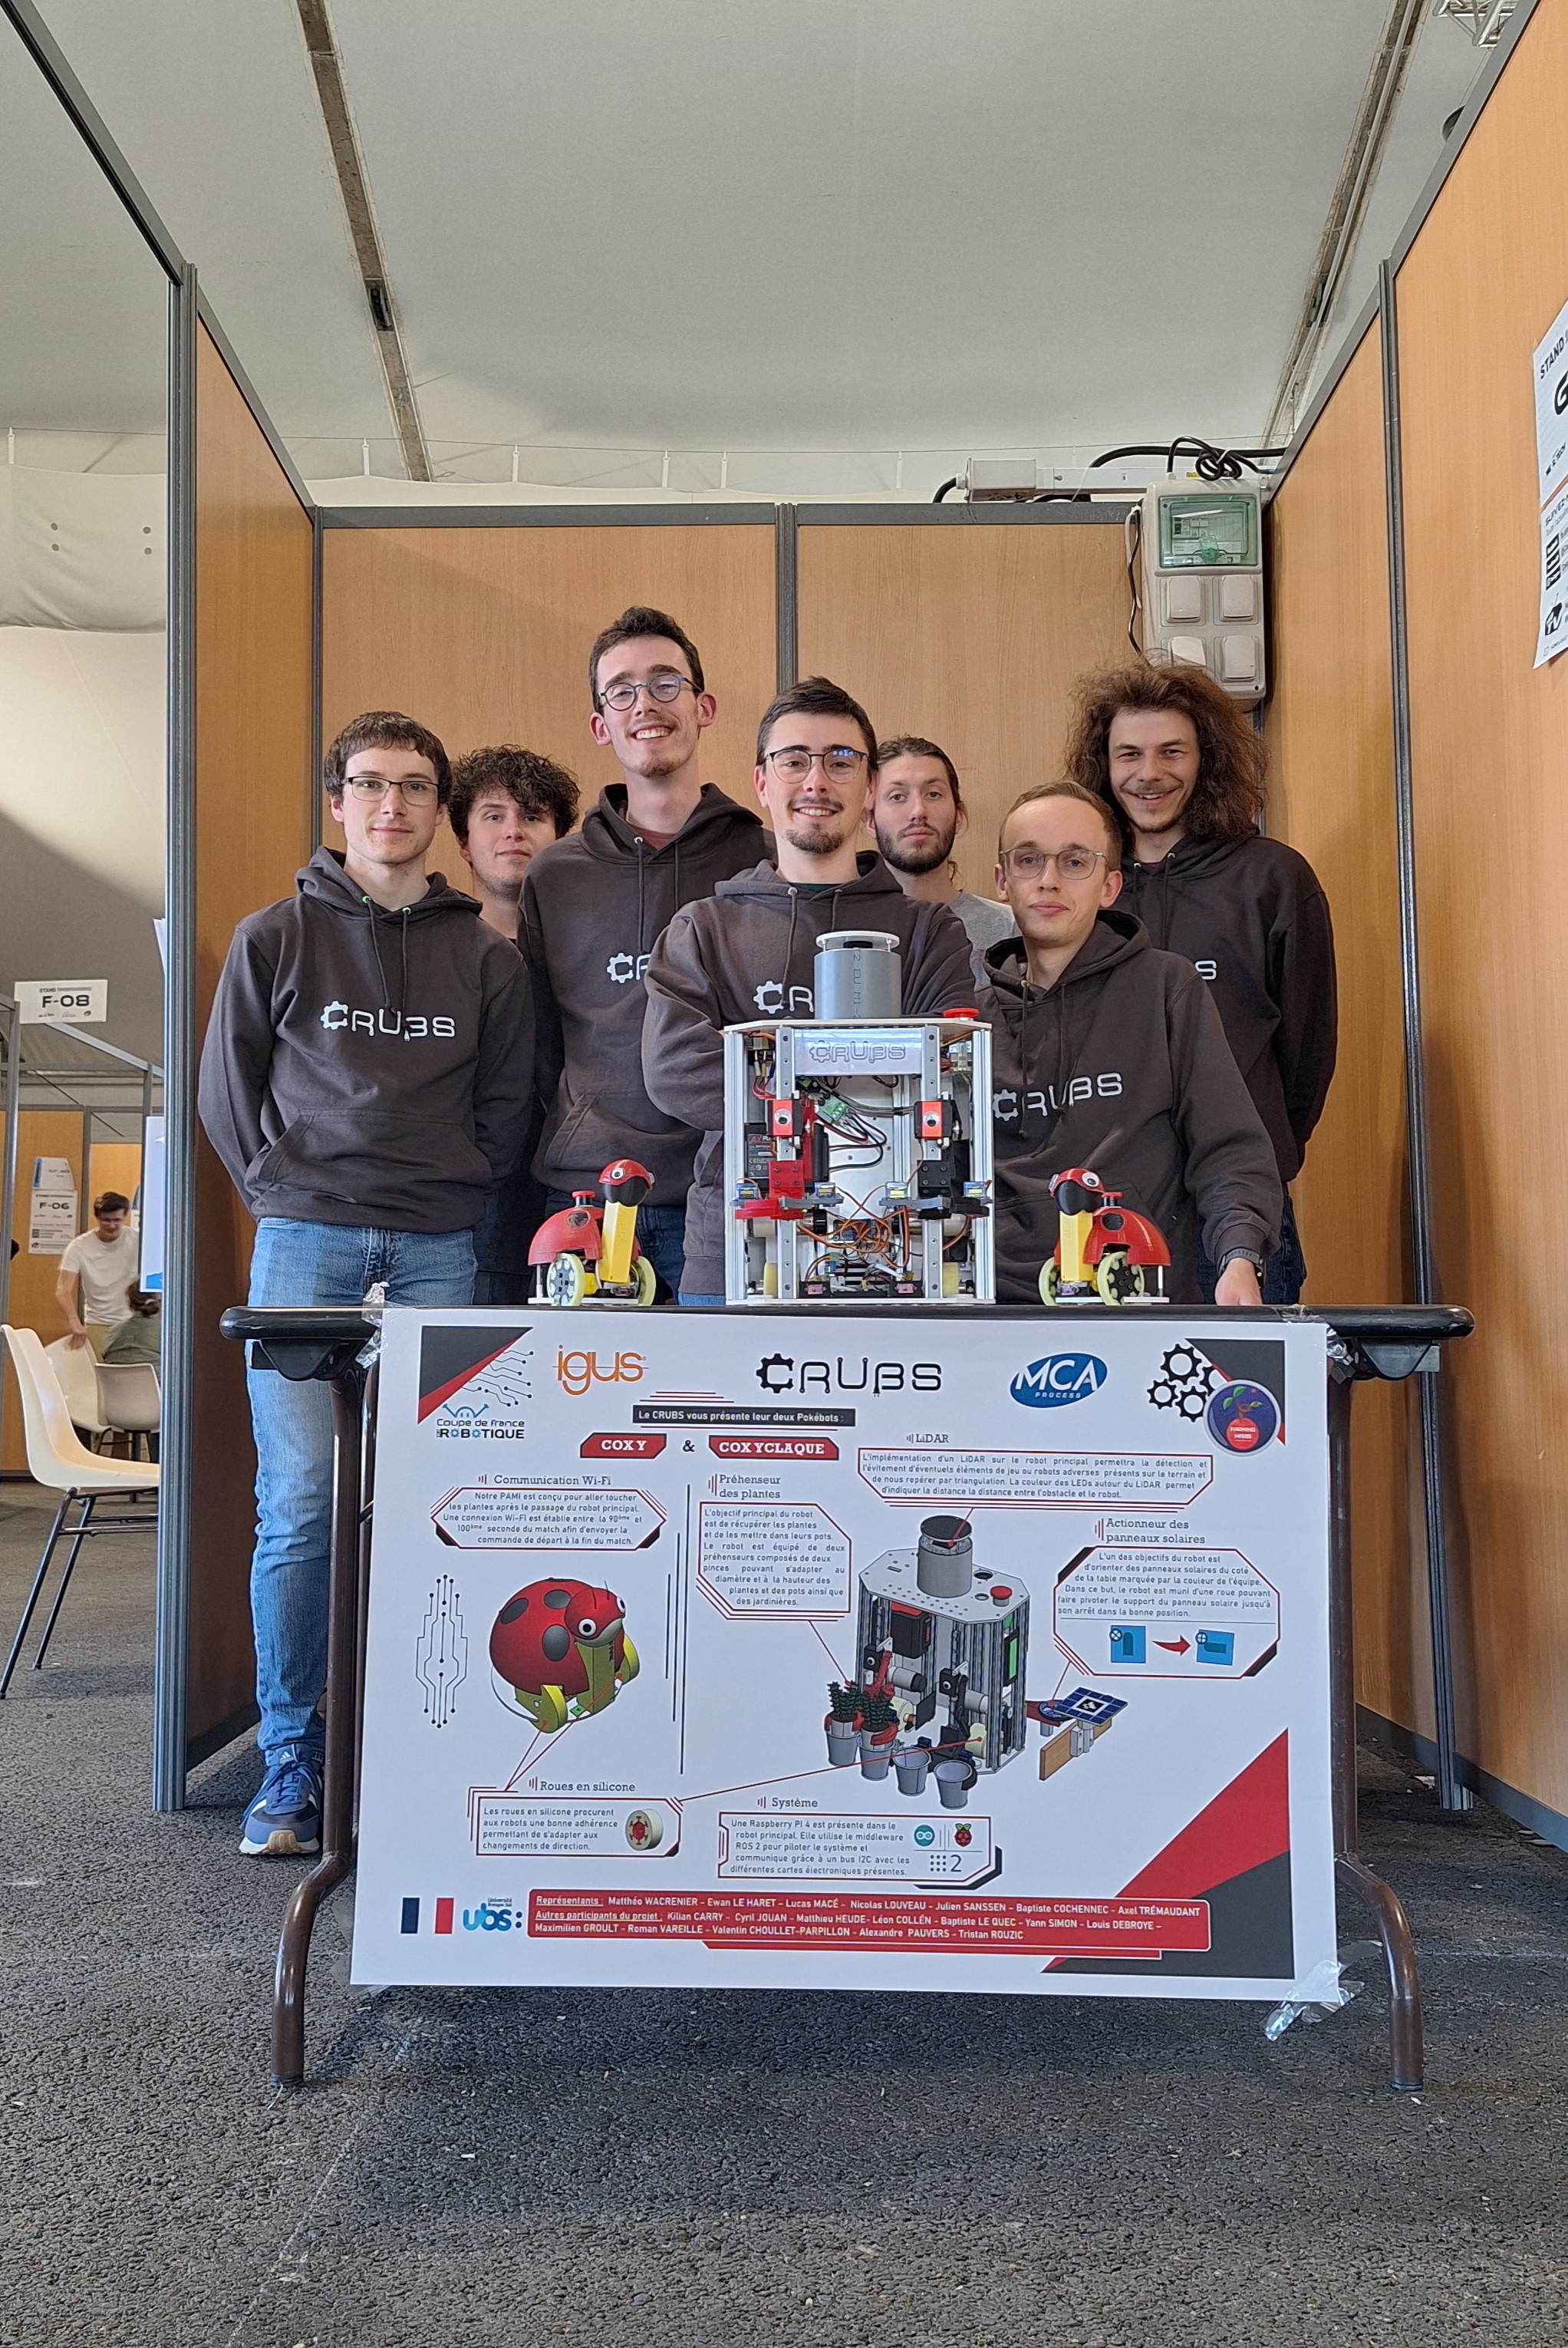 STAND
F-08
F-06
CRUBS
CR
CR
S
CRUBS
CRUBS
igus
CRUBS
MCA
PROCESS
Coupe de france
DE ROBOTIQUE
Le CRUBS vous présente leur deux Pokébots :
COXY & COXYCLAQUE
Communication Wi-Fi
Notre PAMI est conçu pour aller toucher
les plantes après le passage du robot principal.
Une connexion Wi-Fi est établie entre la 90ème et
100ème seconde du match afin d'envoyer la
commande de départ à la fin du match.
Préhenseur
des plantes
L'objectif principal du robot
est de récupérer les plantes
et de les mettre dans leurs pots.
Le robot est équipé de deux
préhenseurs composés de deux
pinces pouvant s'adapter au
diamètre et à la hauteur des
plantes et des pots ainsi que
des jardinières.
LiDAR
L'implémentation d'un LiDAR sur le robot principal permettra la détection et
l'évitement d'éventuels éléments de jeu ou robots adverses présents sur le terrain et
de nous repérer par triangulation. La couleur des LEDs autour du LiDAR permet
d'indiquer la distance la distance entre l'obstacle et le robot.
Actionneur des
panneaux solaires
L'un des objectifs du robot est
d'orienter des panneaux solaires du coté
de la table marquée par la couleur de l'équipe.
Dans ce but, le robot est muni d'une roue pouvant
faire pivoter le support du panneau solaire jusqu'à
son arrêt dans la bonne position.
Roues en silicone
Les roues en silicone procurent
aux robots une bonne adhérence
permettant de s'adapter aux
changements de direction.
Système
Une Raspberry PI 4 est présente dans le
robot principal. Elle utilise le middleware
ROS 2 pour piloter le système et
communique grâce à un bus I2C avec les
différentes cartes électroniques présentes.
2
ubs:
Représentants : Matthéo WACRENIER - Ewan LE HARET - Lucas MACÉ - Nicolas LOUVEAU - Julien SANSSEN - Baptiste COCHENNEC - Axel TRÉMAUDANT
Autres participants du projet : Kilian CARRY - Cyril JOUAN - Matthieu HEUDE - Léon COLLÉN - Baptiste LE QUEC - Yann SIMON - Louis DEBROYE -
Maximilien GROULT - Roman VAREILLE - Valentin CHOULLET-PARPILLON - Alexandre PAUVERS - Tristan ROUZIC